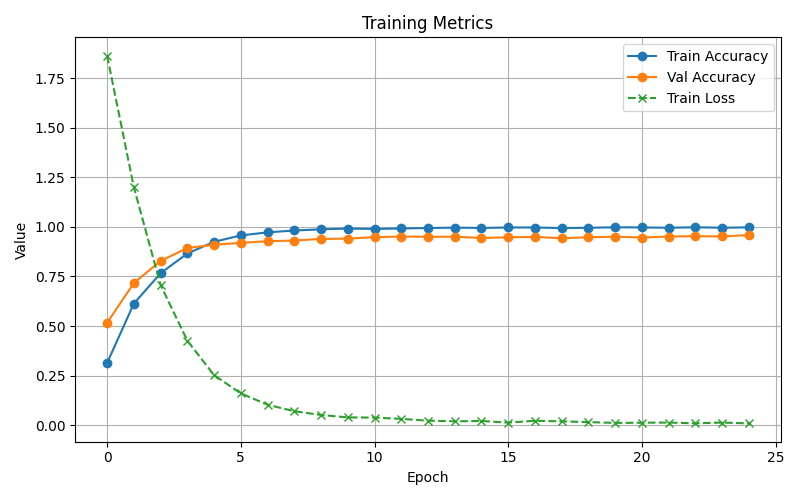 Training Metrics
Train Accuracy
Val Accuracy
Train Loss
Value
1.75
1.50
1.25
1.00
0.75
0.50
0.25
0.00
0 5 10 15 20 25
Epoch